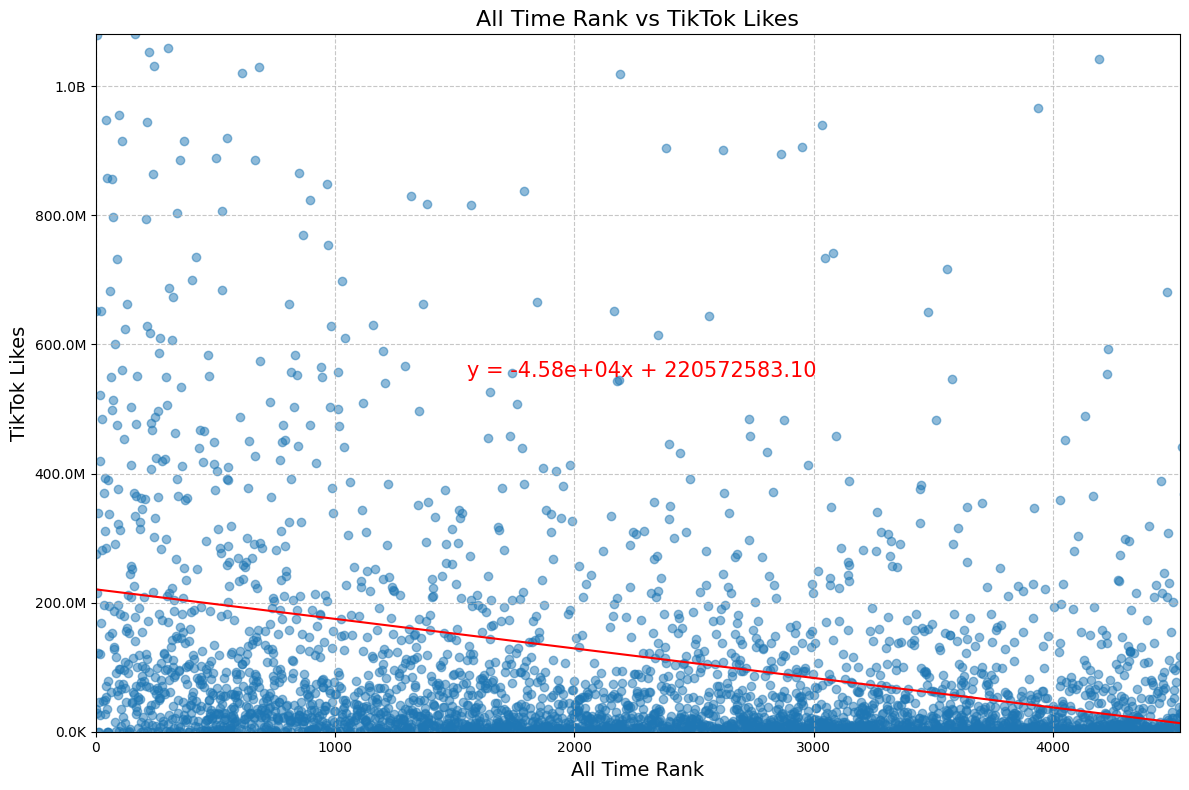 All Time Rank vs TikTok Likes
1.0B
800.0M
600.0M
400.0M
200.0M
0.0K
TikTok Likes
y = -4.58e+04x + 220572583.10
0 1000 2000 3000 4000
All Time Rank